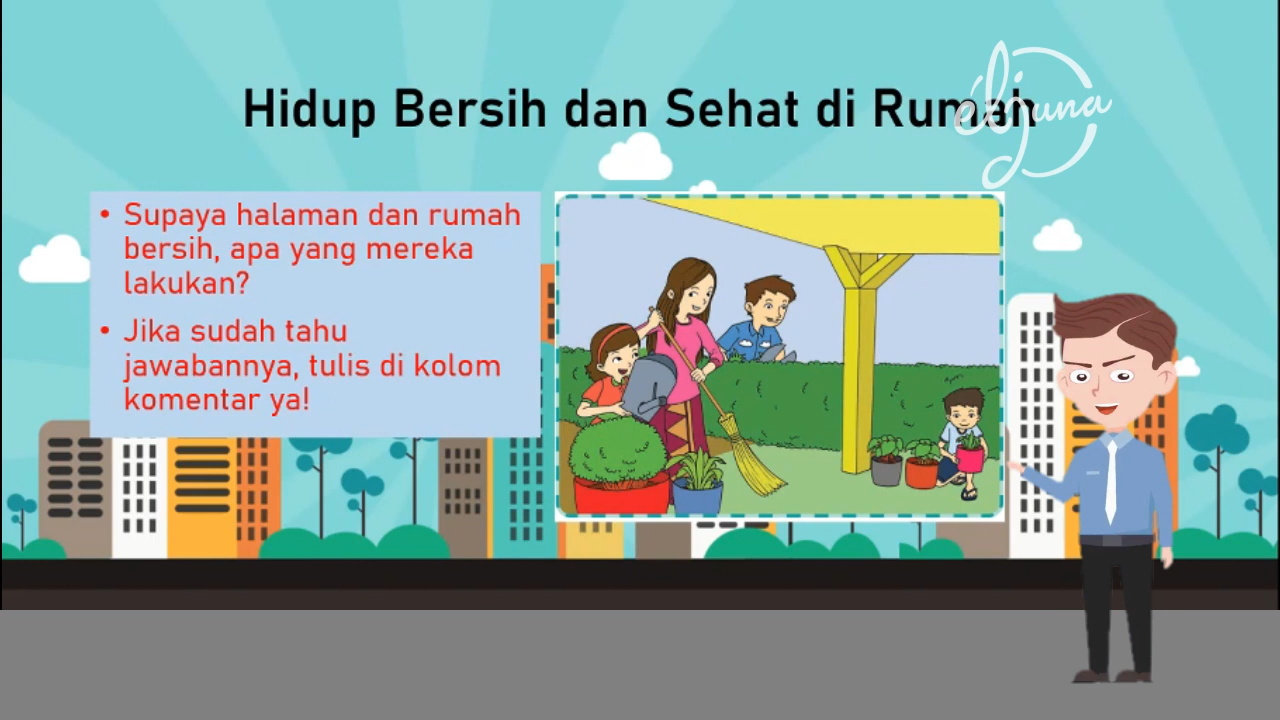 Hidup Bersih dan Sehat di Rumah
eljuna
• Supaya halaman dan rumah
bersih, apa yang mereka
lakukan?
• Jika sudah tahu
jawabannya, tulis di kolom
komentar ya!